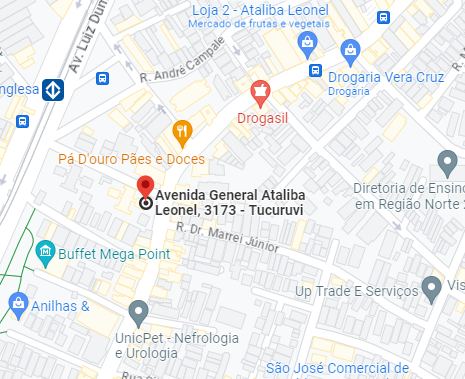 Loja 2 - Ataliba Leonel
Mercado de frutas e vegetais
Av. Luiz Dum
R. André Campale
Drogaria Vera Cruz
Drogaria
nglesa
Drogasil
Pá D'ouro Pães e Doces
Diretoria de Ensino
em Região Norte 2
Avenida General Ataliba
Leonel, 3173 - Tucuruvi
R. Dr. Marrei Júnior
Buffet Mega Point
Up Trade E Serviços
Vis
Anilhas &
UnicPet - Nefrologia
e Urologia
São José Comercial de